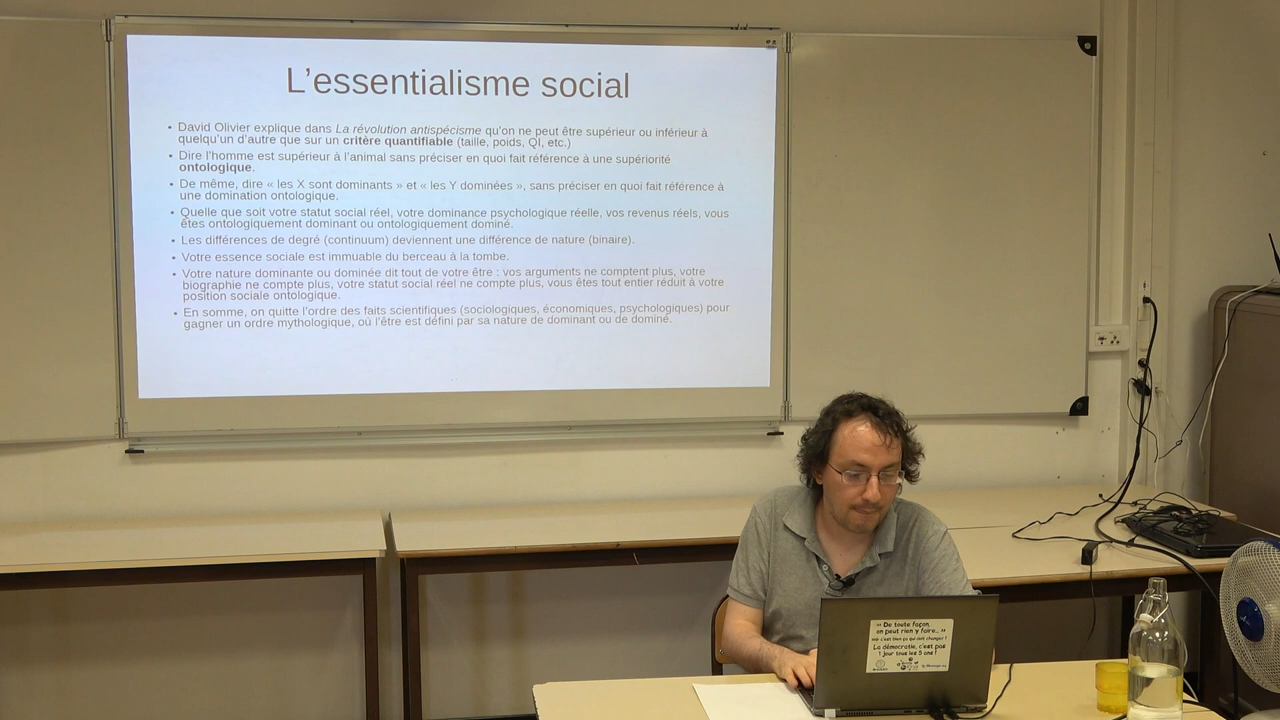 L'essentialisme social
• David Olivier explique dans La révolution antispécisme qu'on ne peut être supérieur ou inférieur à
quelqu'un d'autre que sur un critère quantifiable (taille, poids, QI, etc.)
• Dire l'homme est supérieur à l'animal sans préciser en quoi fait référence à une supériorité
ontologique.
• De même, dire « les X sont dominants » et « les Y dominées », sans préciser en quoi fait référence à
une domination ontologique.
• Quelle que soit votre statut social réel, votre dominance psychologique réelle, vos revenus réels, vous
êtes ontologiquement dominant ou ontologiquement dominé.
• Les différences de degré (continuum) deviennent une différence de nature (binaire).
• Votre essence sociale est immuable du berceau à la tombe.
• Votre nature dominante ou dominée dit tout de votre être : vos arguments ne comptent plus, votre
biographie ne compte plus, votre statut social réel ne compte plus, vous êtes tout entier réduit à votre
position sociale ontologique.
• En somme, on quitte l'ordre des faits scientifiques (sociologiques, économiques, psychologiques) pour
gagner un ordre mythologique, où l'être est défini par sa nature de dominant ou de dominé.
" De toute façon,
on peut rien y faire... "
c'est bien ça qui doit changer !
La démocratie, c'est pas
1 jour tous les 5 ans !